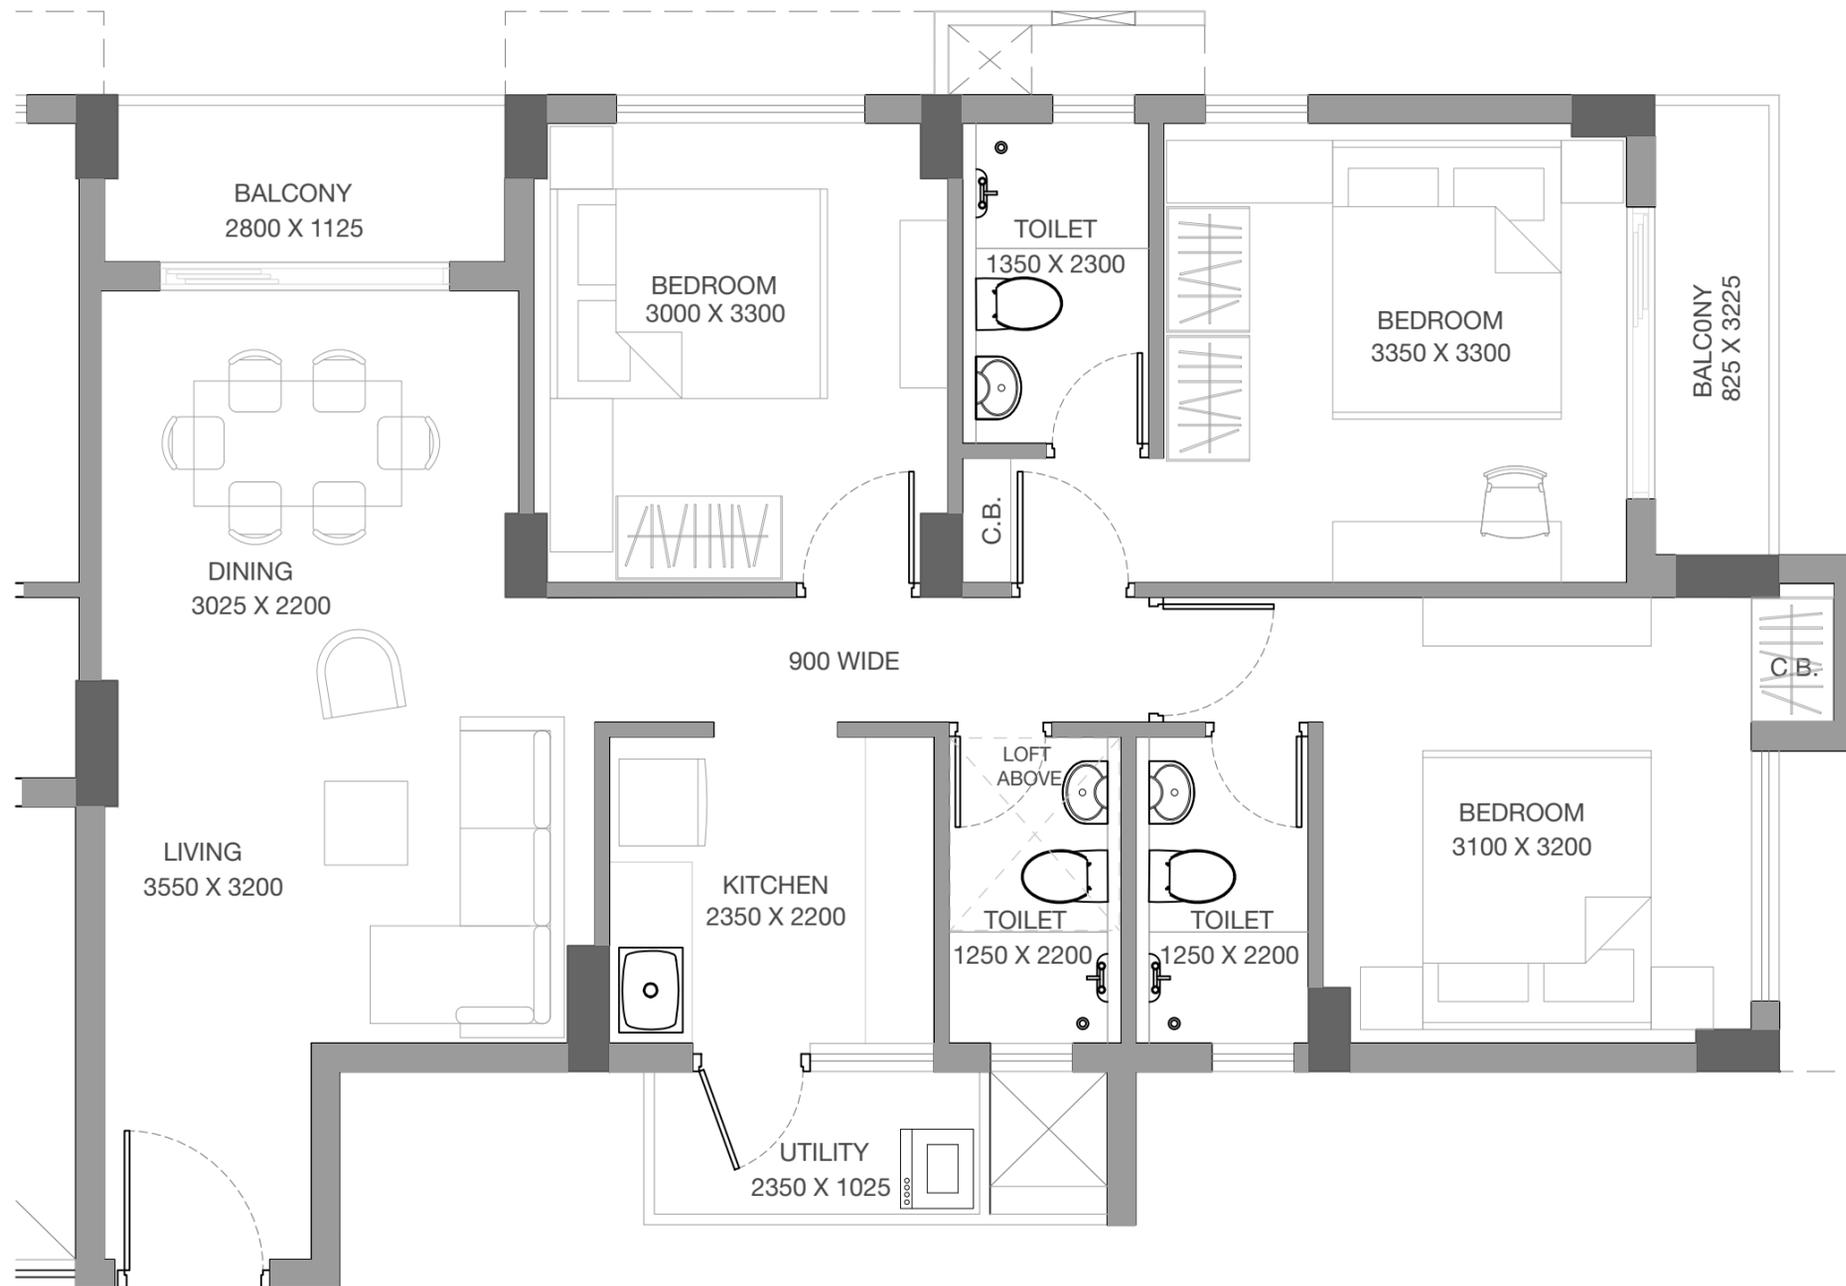 BALCONY
2800 X 1125
BEDROOM
3000 X 3300
TOILET
1350 X 2300
BEDROOM
3350 X 3300
BALCONY
825 X 3225
C.B.
DINING
3025 X 2200
900 WIDE
C.B.
LIVING
3550 X 3200
KITCHEN
2350 X 2200
LOFT
ABOVE
TOILET
1250 X 2200
TOILET
1250 X 2200
BEDROOM
3100 X 3200
UTILITY
2350 X 1025